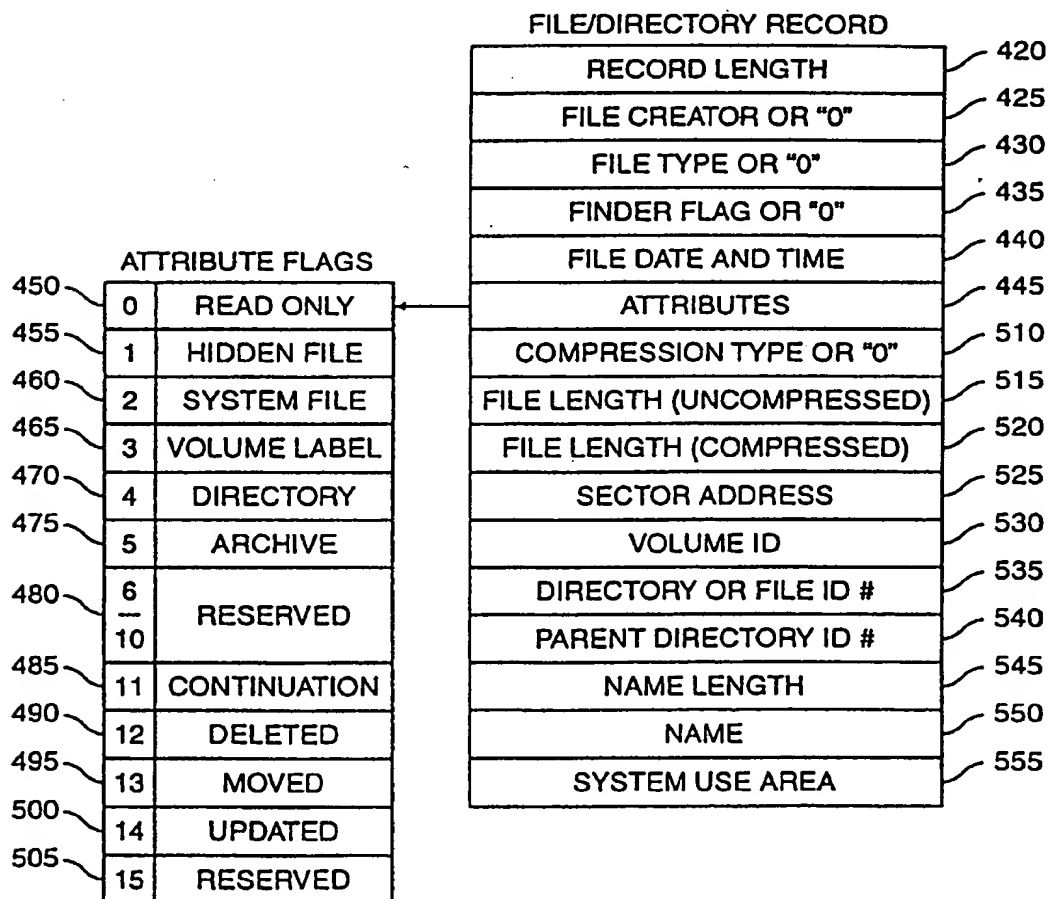 FILE/DIRECTORY RECORD
RECORD LENGTH 420
FILE CREATOR OR "0" 425
FILE TYPE OR "0" 430
FINDER FLAG OR "0" 435
FILE DATE AND TIME 440
ATTRIBUTES 445
COMPRESSION TYPE OR "0" 510
FILE LENGTH (UNCOMPRESSED) 515
FILE LENGTH (COMPRESSED) 520
SECTOR ADDRESS 525
VOLUME ID 530
DIRECTORY OR FILE ID # 535
PARENT DIRECTORY ID # 540
NAME LENGTH 545
NAME 550
SYSTEM USE AREA 555
ATTRIBUTE FLAGS
450 0 READ ONLY
455 1 HIDDEN FILE
460 2 SYSTEM FILE
465 3 VOLUME LABEL
470 4 DIRECTORY
475 5 ARCHIVE
480 6 — 10 RESERVED
485 11 CONTINUATION
490 12 DELETED
495 13 MOVED
500 14 UPDATED
505 15 RESERVED